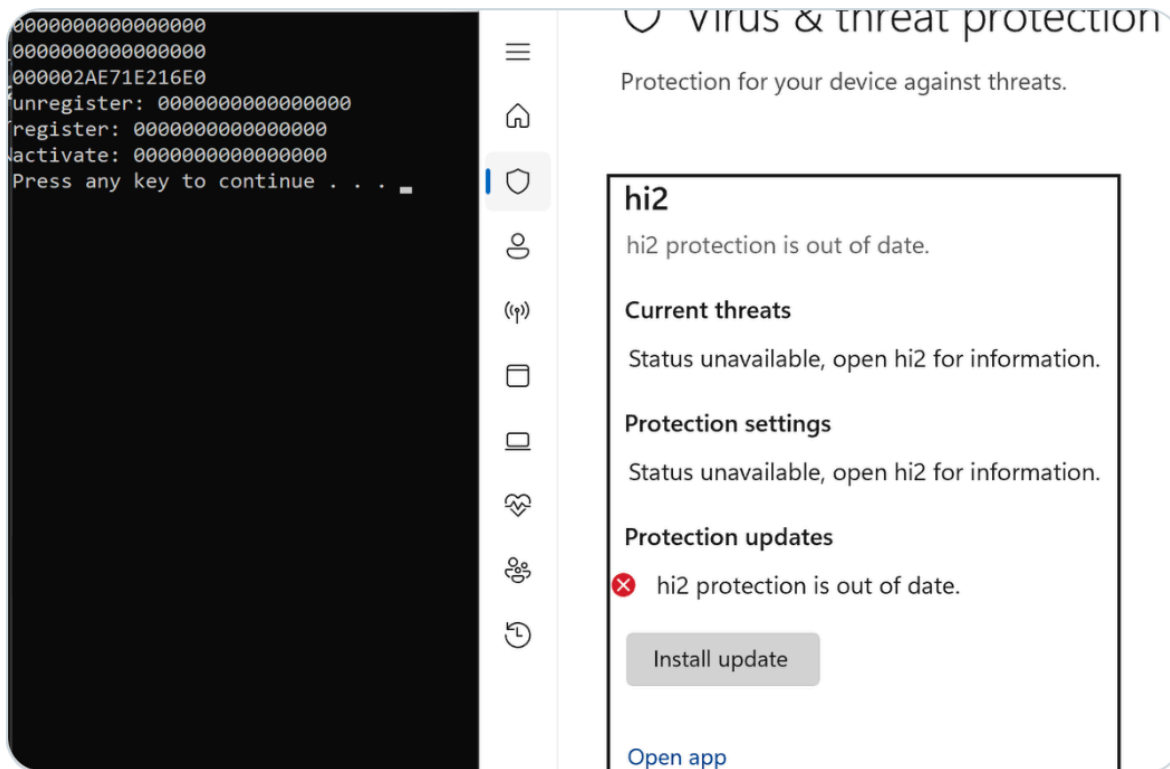 0000000000000000
0000000000000000
000002AE71E216E0
unregister: 0000000000000000
register: 0000000000000000
activate: 0000000000000000
Press any key to continue . . .
Virus & threat protection
Protection for your device against threats.
hi2
hi2 protection is out of date.
Current threats
Status unavailable, open hi2 for information.
Protection settings
Status unavailable, open hi2 for information.
Protection updates
hi2 protection is out of date.
Install update
Open app